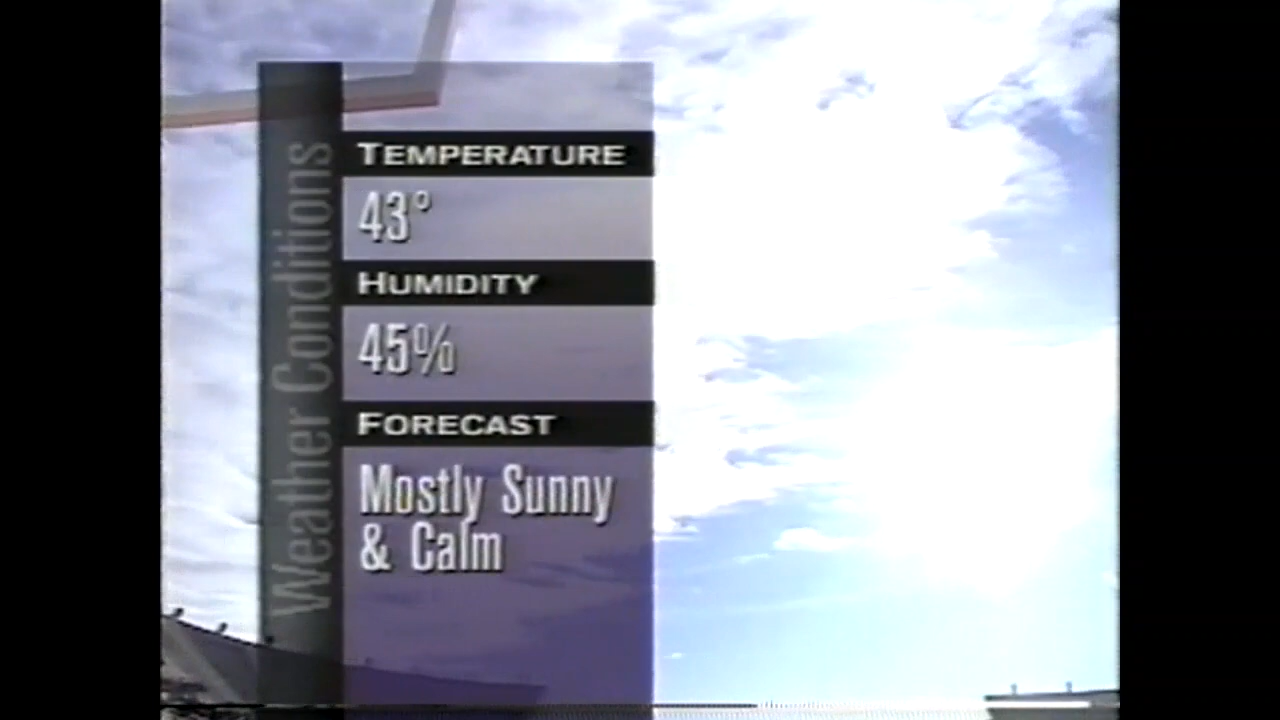 Weather Conditions
TEMPERATURE
43°
HUMIDITY
45%
FORECAST
Mostly Sunny
& Calm